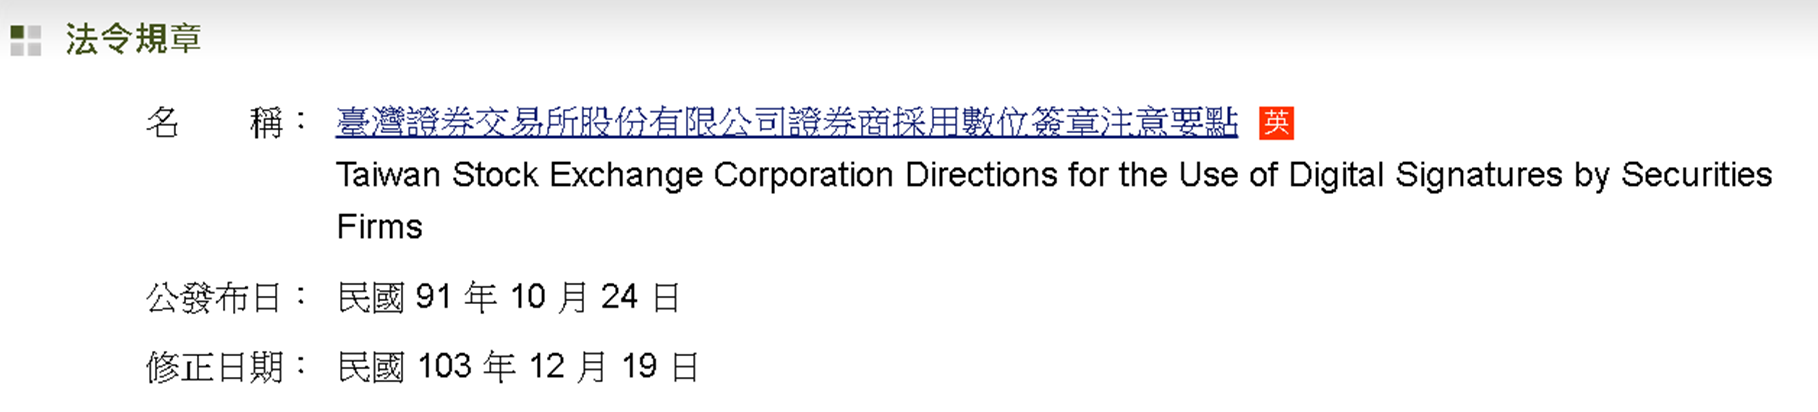 法令規章
名 稱：臺灣證券交易所股份有限公司證券商採用數位簽章注意要點 英
Taiwan Stock Exchange Corporation Directions for the Use of Digital Signatures by Securities
Firms
公發布日：民國 91 年 10 月 24 日
修正日期：民國 103 年 12 月 19 日